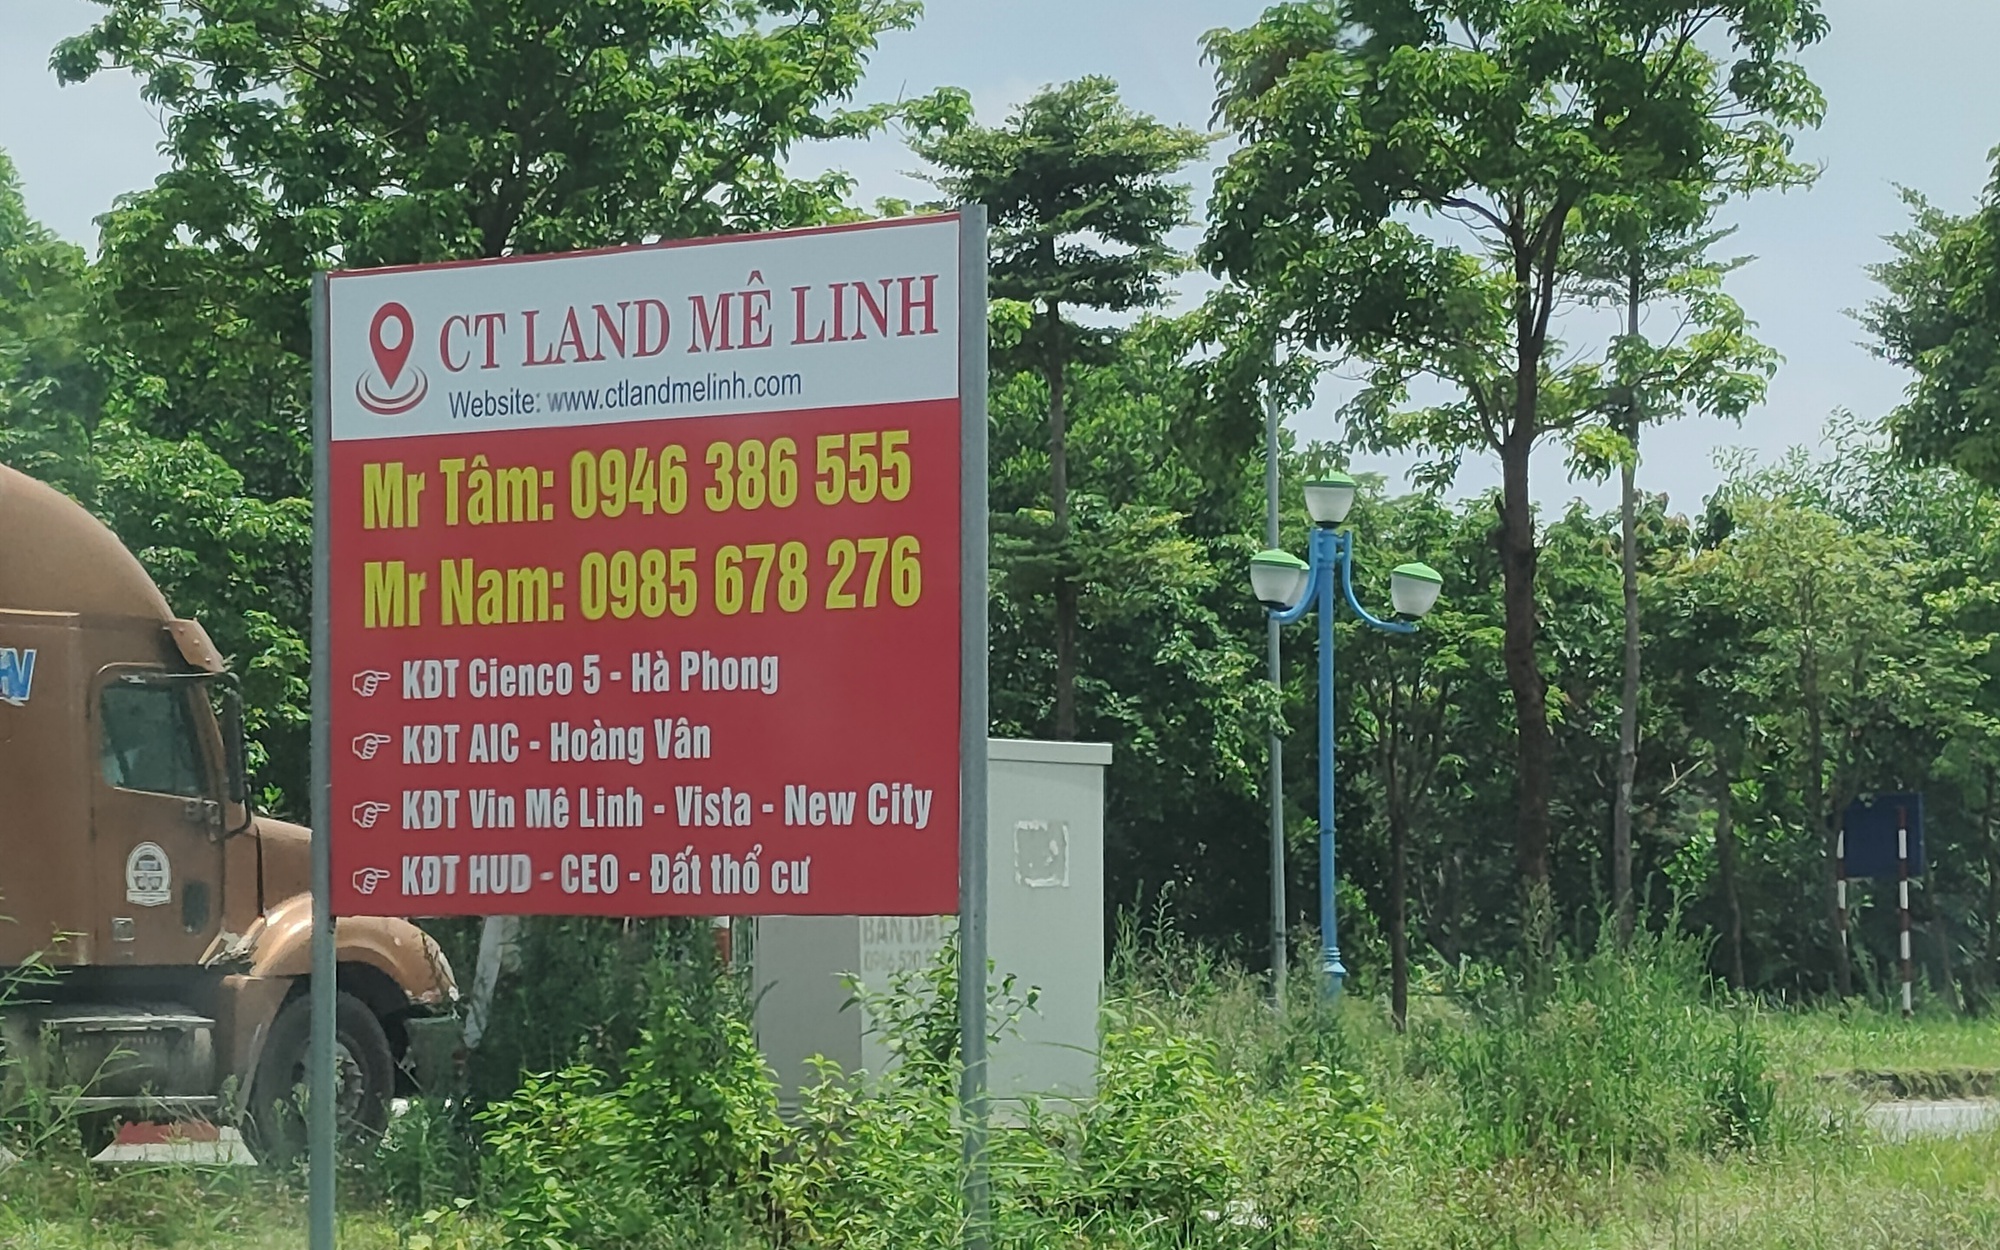 CT LAND MÊ LINH
Website: www.ctlandmelinh.com
Mr Tâm: 0946 386 555
Mr Nam: 0985 678 276
KĐT Cienco 5 - Hà Phong
KĐT AIC - Hoàng Vân
KĐT Vin Mê Linh - Vista - New City
KĐT HUD - CEO - Đất thổ cư
BAN DAY